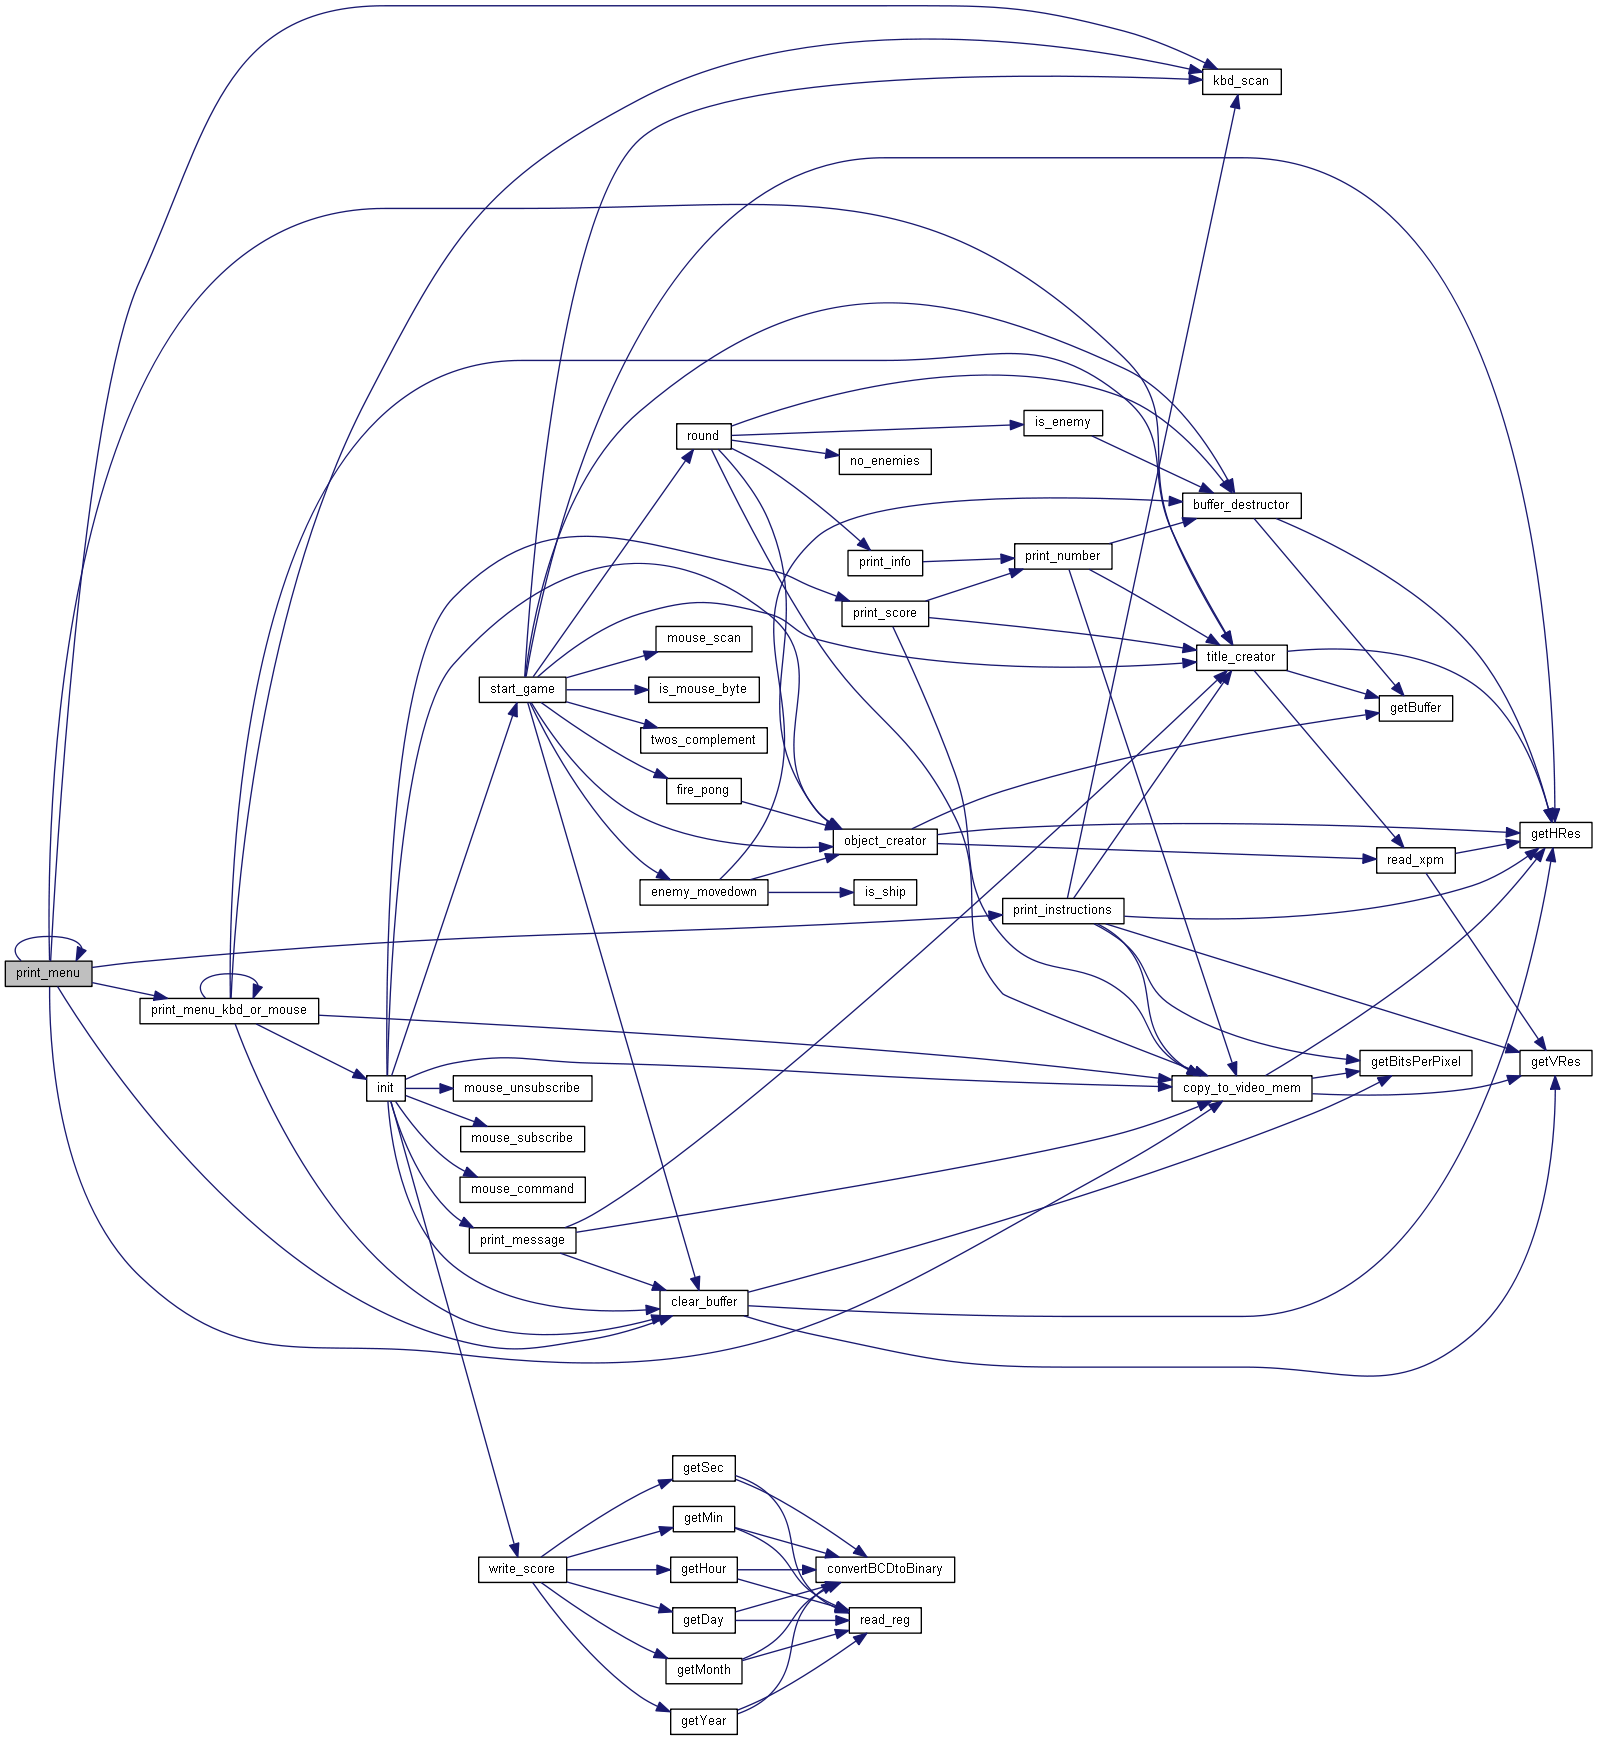 kbd_scan
round
is_enemy
no_enemies
buffer_destructor
print_info
print_number
print_score
mouse_scan
title_creator
start_game
is_mouse_byte
getBuffer
twos_complement
fire_pong
object_creator
getHRes
read_xpm
enemy_movedown
is_ship
print_instructions
print_menu
print_menu_kbd_or_mouse
getBitsPerPixel
getVRes
init
mouse_unsubscribe
copy_to_video_mem
mouse_subscribe
mouse_command
print_message
clear_buffer
getSec
getMin
write_score
getHour
convertBCDtoBinary
getDay
read_reg
getMonth
getYear